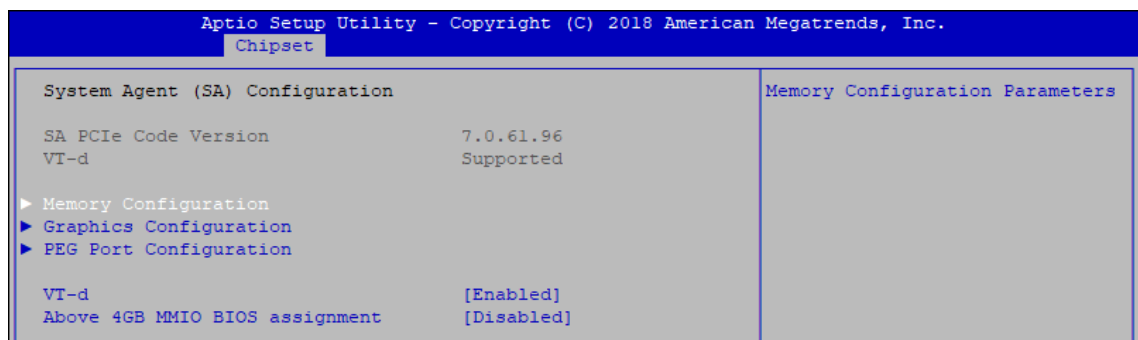 Aptio Setup Utility - Copyright (C) 2018 American Megatrends, Inc.
Chipset
System Agent (SA) Configuration
Memory Configuration Parameters
SA PCIe Code Version 7.0.61.96
VT-d Supported
► Memory Configuration
► Graphics Configuration
► PEG Port Configuration
VT-d [Enabled]
Above 4GB MMIO BIOS assignment [Disabled]